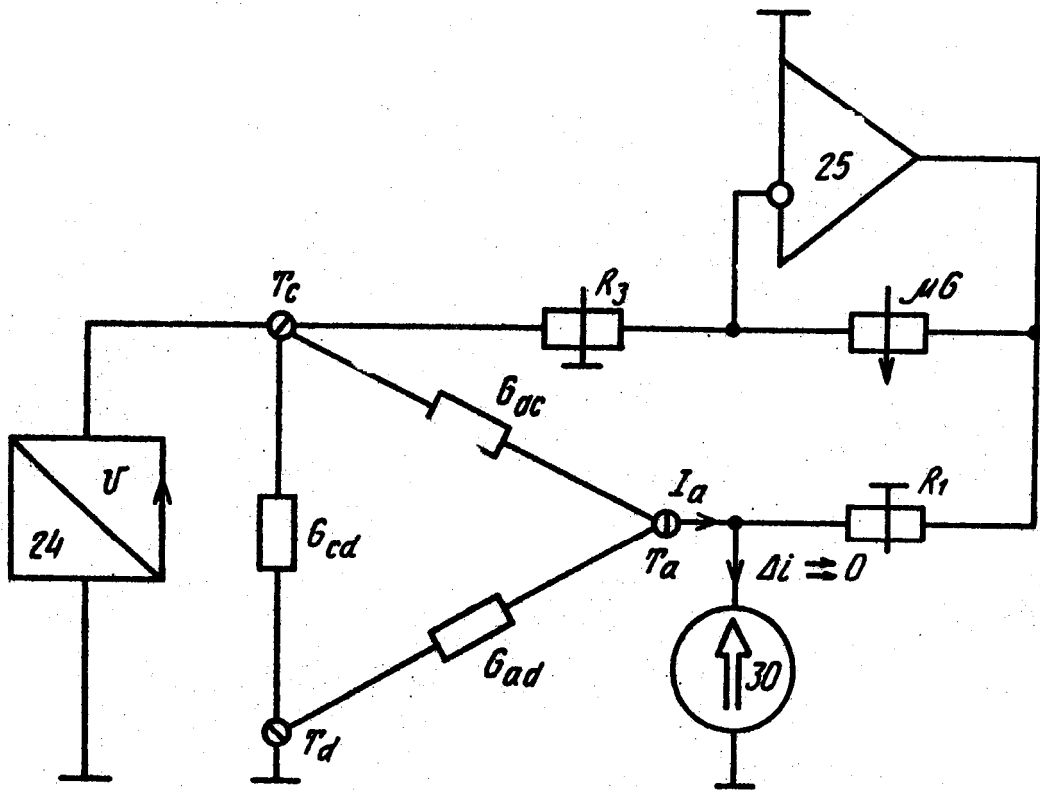 25
T_c
R_3
μG
G_ac
U
24
G_cd
I_a
R_1
T_a
Δi ⇉ 0
G_ad
30
T_d